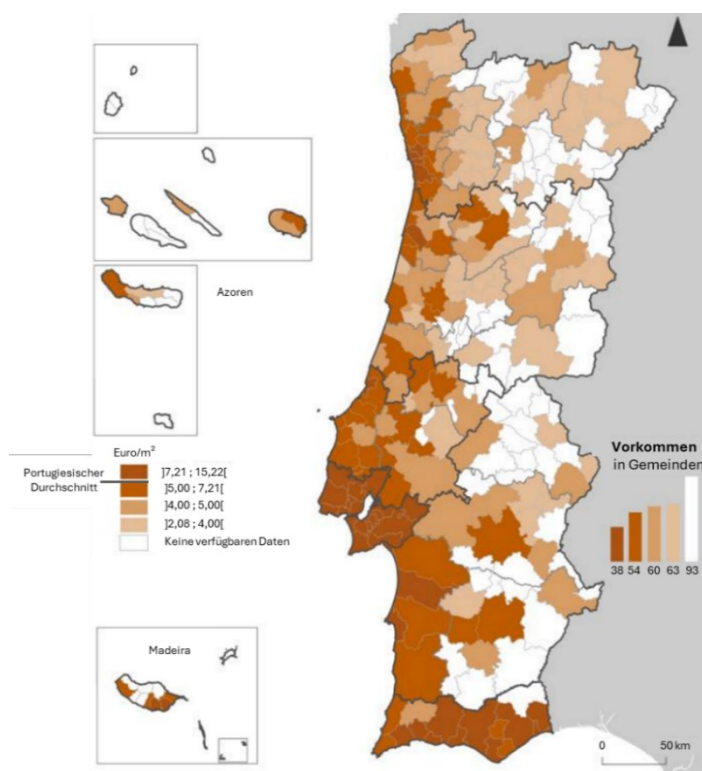 Azoren
Euro/m²
Portugiesischer
Durchschnitt
]7,21 ; 15,22[
]5,00 ; 7,21[
]4,00 ; 5,00[
]2,08 ; 4,00[
Keine verfügbaren Daten
Vorkommen
in Gemeinden
38 54 60 63 93
Madeira
0 50 km